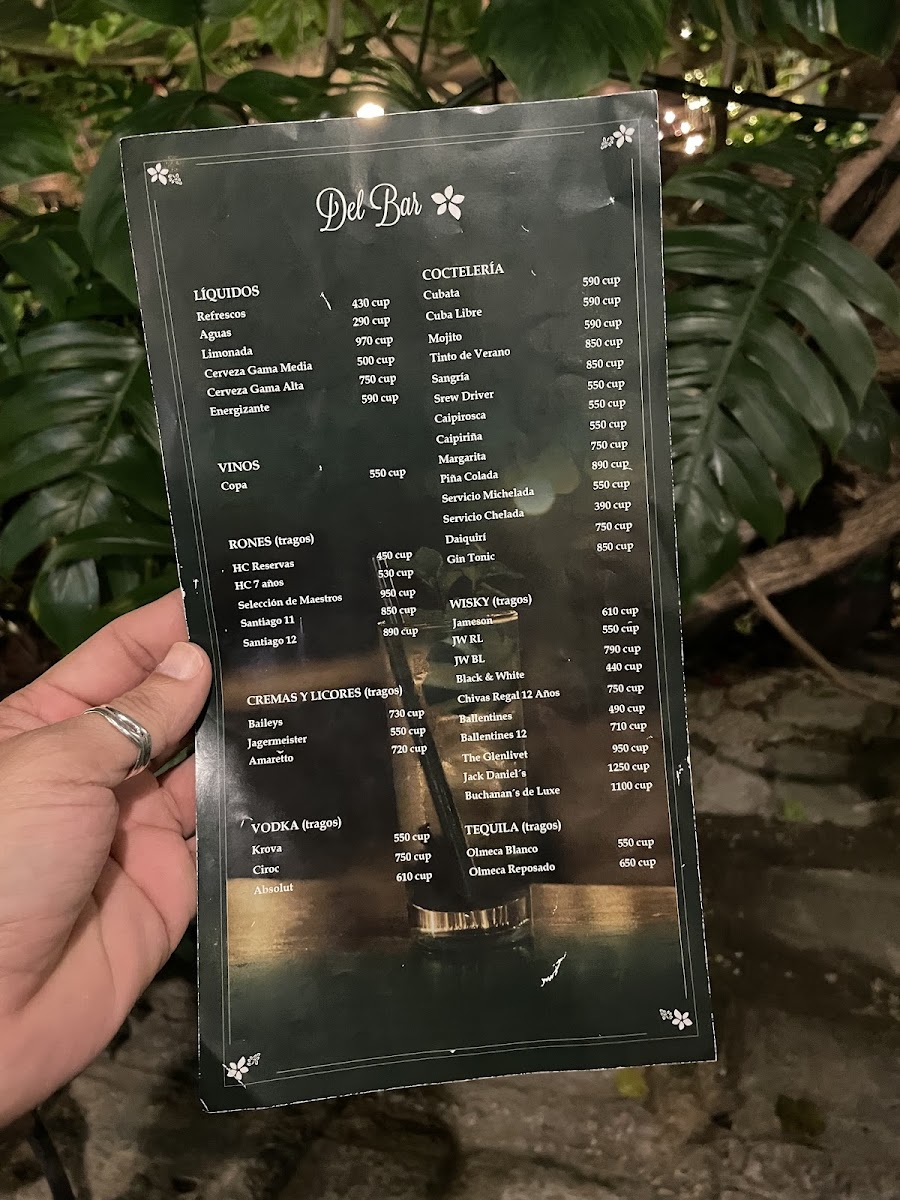 Del Bar
LÍQUIDOS
Refrescos 430 cup
Aguas 290 cup
Limonada 970 cup
Cerveza Gama Media 500 cup
Cerveza Gama Alta 750 cup
Energizante 590 cup
VINOS
Copa 550 cup
RONES (tragos)
HC Reservas 450 cup
HC 7 años 530 cup
Selección de Maestros 950 cup
Santiago 11 850 cup
Santiago 12 890 cup
CREMAS Y LICORES (tragos)
Baileys 730 cup
Jagermeister 550 cup
Amaretto 720 cup
VODKA (tragos)
Krova 550 cup
Ciroc 750 cup
Absolut 610 cup
COCTELERÍA
Cubata 590 cup
Cuba Libre 590 cup
Mojito 590 cup
Tinto de Verano 850 cup
Sangría 850 cup
Srew Driver 550 cup
Caipirosca 550 cup
Caipiriña 550 cup
Margarita 750 cup
Piña Colada 890 cup
Servicio Michelada 550 cup
Servicio Chelada 390 cup
Daiquirí 750 cup
Gin Tonic 850 cup
WISKY (tragos)
Jameson 610 cup
JW RL 550 cup
JW BL 790 cup
Black & White 440 cup
Chivas Regal 12 Años 750 cup
Ballentines 490 cup
Ballentines 12 710 cup
The Glenlivet 950 cup
Jack Daniel´s 1250 cup
Buchanan´s de Luxe 1100 cup
TEQUILA (tragos)
Olmeca Blanco 550 cup
Olmeca Reposado 650 cup